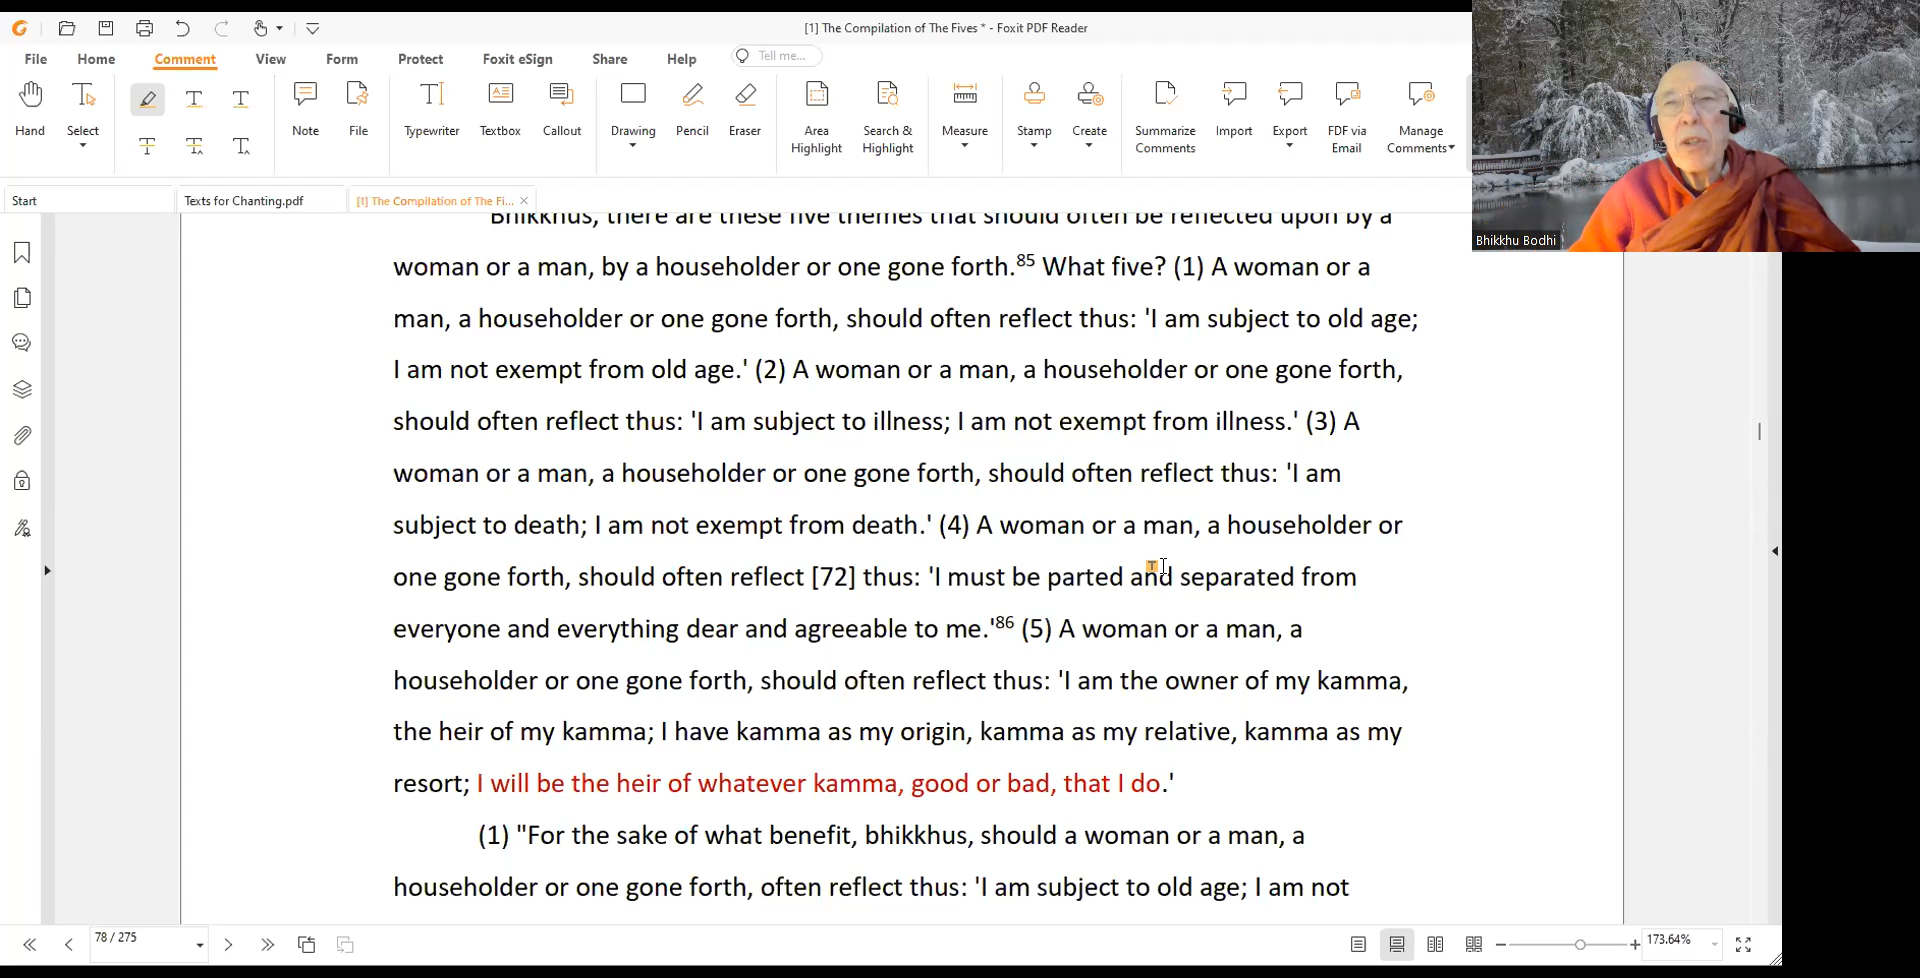 [1] The Compilation of The Fives * - Foxit PDF Reader
File Home Comment View Form Protect Foxit eSign Share Help Tell me...
Hand Select Note File Typewriter Textbox Callout Drawing Pencil Eraser Area Highlight Search & Highlight Measure Stamp Create Summarize Comments Import Export FDF via Email Manage Comments
Bhikkhu Bodhi
Start Texts for Chanting.pdf [1] The Compilation of The Fi...
Bhikkhus, there are these five themes that should often be reflected upon by a
woman or a man, by a householder or one gone forth.85 What five? (1) A woman or a
man, a householder or one gone forth, should often reflect thus: 'I am subject to old age;
I am not exempt from old age.' (2) A woman or a man, a householder or one gone forth,
should often reflect thus: 'I am subject to illness; I am not exempt from illness.' (3) A
woman or a man, a householder or one gone forth, should often reflect thus: 'I am
subject to death; I am not exempt from death.' (4) A woman or a man, a householder or
one gone forth, should often reflect [72] thus: 'I must be parted and separated from
everyone and everything dear and agreeable to me.'86 (5) A woman or a man, a
householder or one gone forth, should often reflect thus: 'I am the owner of my kamma,
the heir of my kamma; I have kamma as my origin, kamma as my relative, kamma as my
resort; I will be the heir of whatever kamma, good or bad, that I do.'
(1) "For the sake of what benefit, bhikkhus, should a woman or a man, a
householder or one gone forth, often reflect thus: 'I am subject to old age; I am not
78 / 275 173.64%